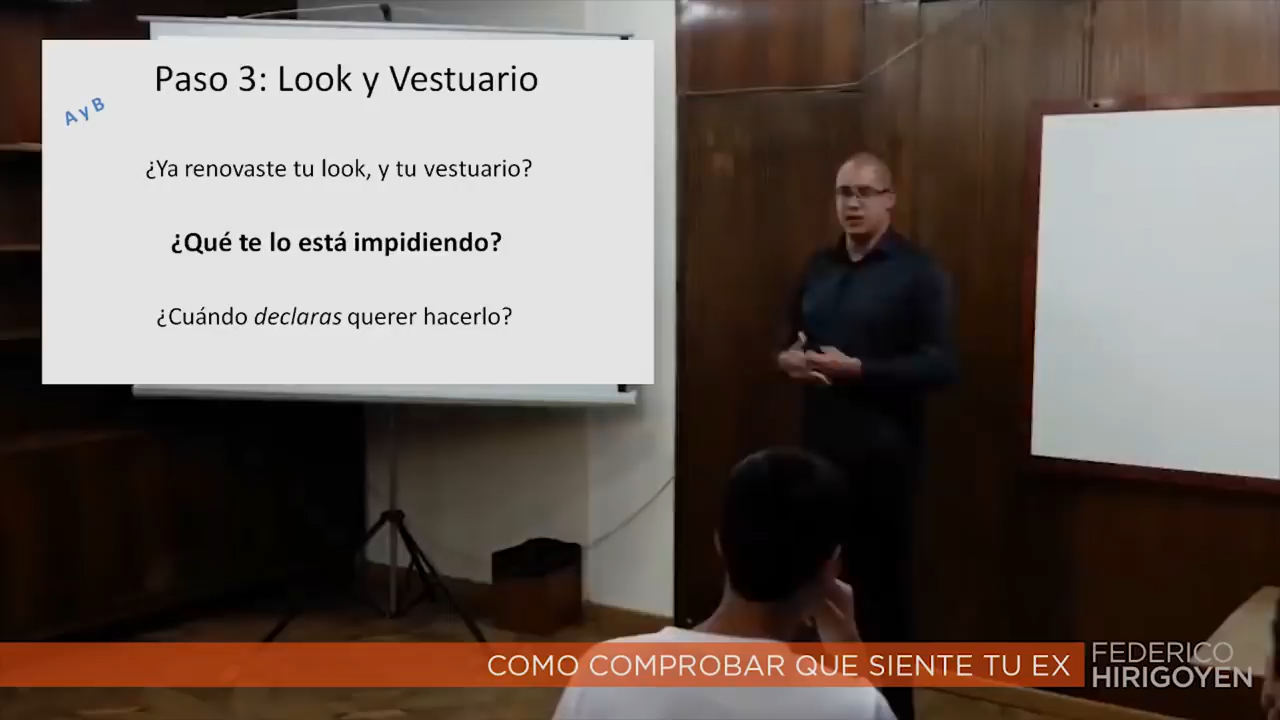 Paso 3: Look y Vestuario
A y B
¿Ya renovaste tu look, y tu vestuario?
¿Qué te lo está impidiendo?
¿Cuándo declaras querer hacerlo?
COMO COMPROBAR QUE SIENTE TU EX
FEDERICO
HIRIGOYEN